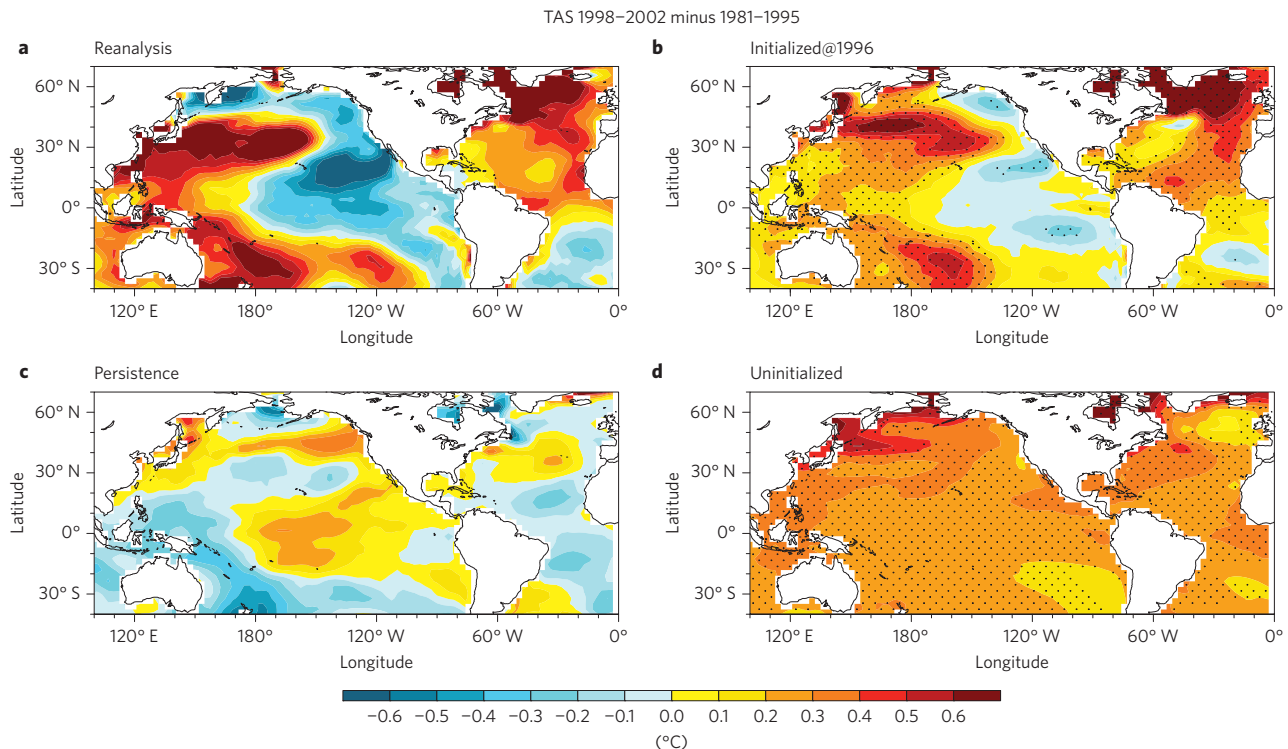 TAS 1998–2002 minus 1981–1995
a Reanalysis
60° N
30° N
0°
30° S
Latitude
120° E 180° 120° W 60° W 0°
Longitude
b Initialized@1996
60° N
30° N
0°
30° S
Latitude
120° E 180° 120° W 60° W 0°
Longitude
c Persistence
60° N
30° N
0°
30° S
Latitude
120° E 180° 120° W 60° W 0°
Longitude
d Uninitialized
60° N
30° N
0°
30° S
Latitude
120° E 180° 120° W 60° W 0°
Longitude
−0.6 −0.5 −0.4 −0.3 −0.2 −0.1 0.0 0.1 0.2 0.3 0.4 0.5 0.6
(°C)